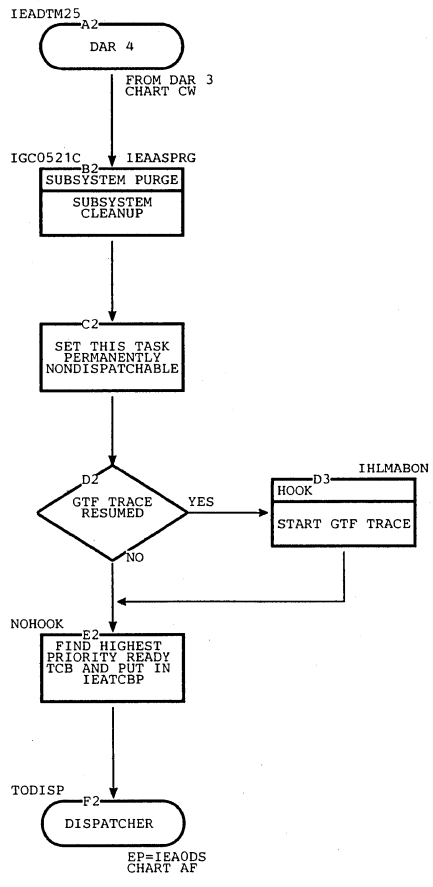 IEADTM25
A2
DAR 4
FROM DAR 3
CHART CW
IGC0521C IEAASPRG
B2
SUBSYSTEM PURGE
SUBSYSTEM
CLEANUP
C2
SET THIS TASK
PERMANENTLY
NONDISPATCHABLE
D2
GTF TRACE
RESUMED
YES
NO
IHLMABON
D3
HOOK
START GTF TRACE
NOHOOK
E2
FIND HIGHEST
PRIORITY READY
TCB AND PUT IN
IEATCBP
TODISP
F2
DISPATCHER
EP=IEA0DS
CHART AF